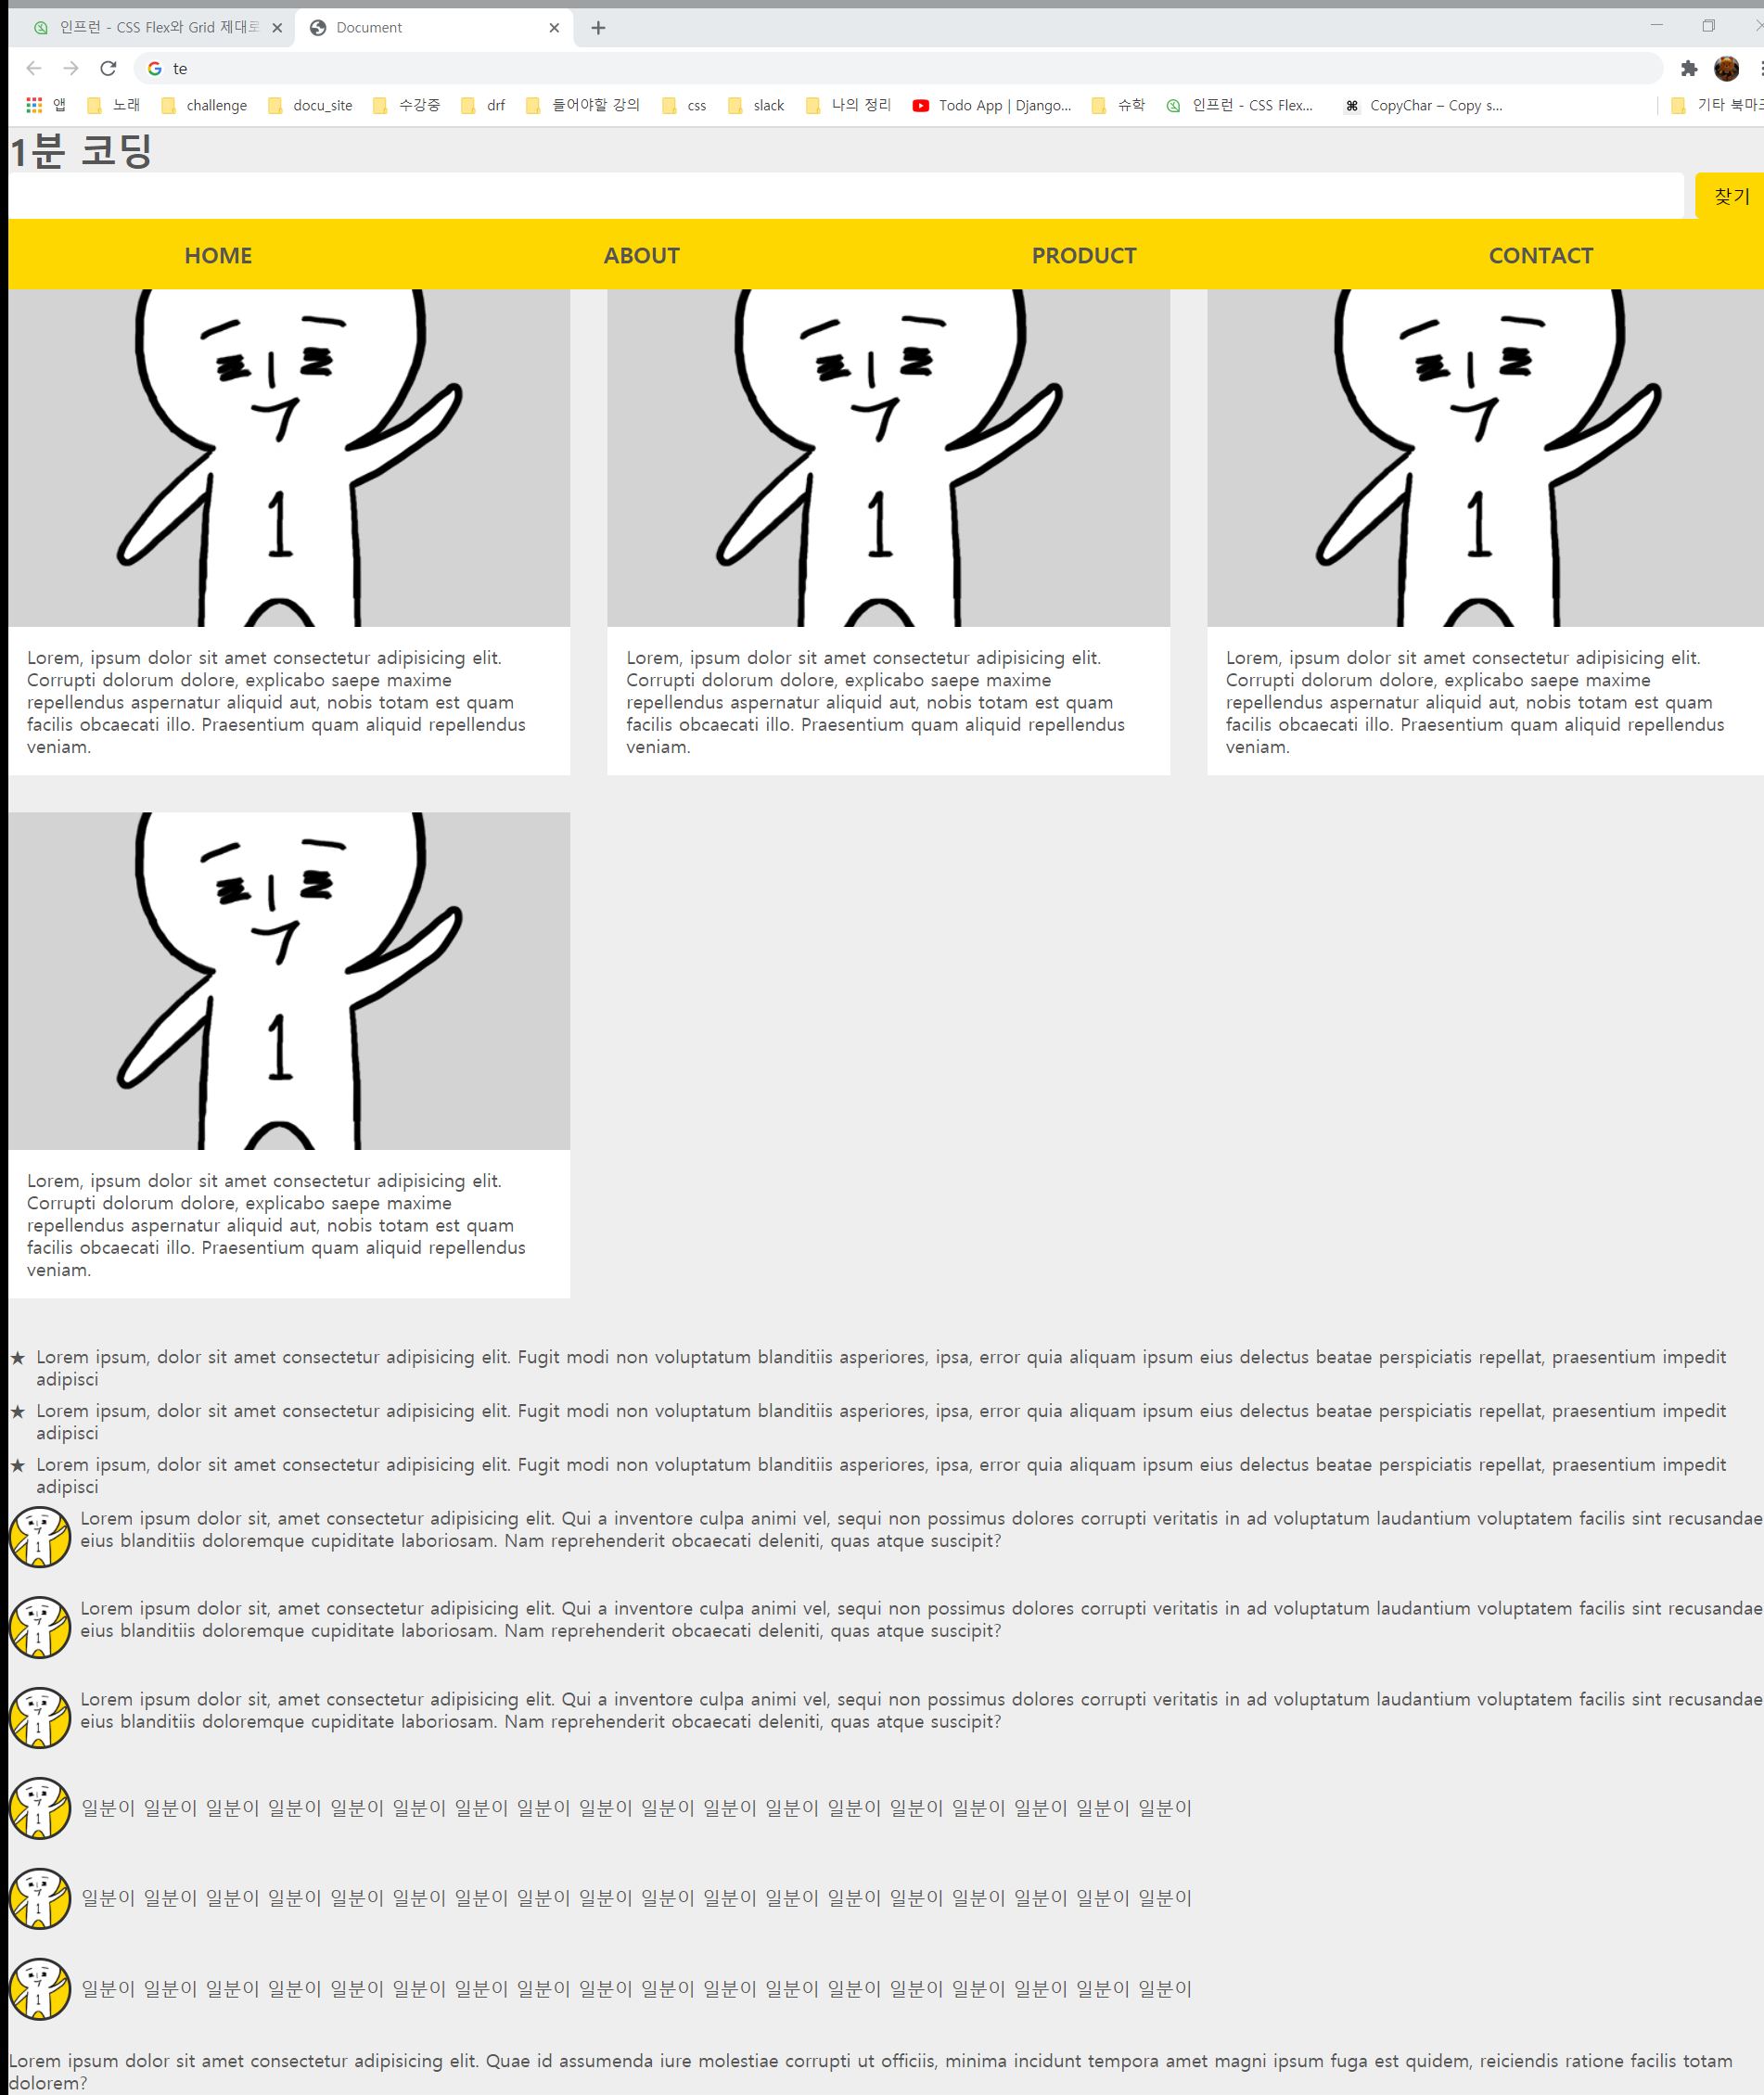 인프런 - CSS Flex와 Grid 제대로
Document
te
앱 노래 challenge docu_site 수강중 drf 들어야할 강의 css slack 나의 정리 Todo App | Django... 슈학 인프런 - CSS Flex... CopyChar – Copy s... 기타 북마크
1분 코딩
찾기
HOME ABOUT PRODUCT CONTACT
1 1 1
Lorem, ipsum dolor sit amet consectetur adipisicing elit.
Corrupti dolorum dolore, explicabo saepe maxime
repellendus aspernatur aliquid aut, nobis totam est quam
facilis obcaecati illo. Praesentium quam aliquid repellendus
veniam.
Lorem, ipsum dolor sit amet consectetur adipisicing elit.
Corrupti dolorum dolore, explicabo saepe maxime
repellendus aspernatur aliquid aut, nobis totam est quam
facilis obcaecati illo. Praesentium quam aliquid repellendus
veniam.
Lorem, ipsum dolor sit amet consectetur adipisicing elit.
Corrupti dolorum dolore, explicabo saepe maxime
repellendus aspernatur aliquid aut, nobis totam est quam
facilis obcaecati illo. Praesentium quam aliquid repellendus
veniam.
1
Lorem, ipsum dolor sit amet consectetur adipisicing elit.
Corrupti dolorum dolore, explicabo saepe maxime
repellendus aspernatur aliquid aut, nobis totam est quam
facilis obcaecati illo. Praesentium quam aliquid repellendus
veniam.
★ Lorem ipsum, dolor sit amet consectetur adipisicing elit. Fugit modi non voluptatum blanditiis asperiores, ipsa, error quia aliquam ipsum eius delectus beatae perspiciatis repellat, praesentium impedit
adipisci
★ Lorem ipsum, dolor sit amet consectetur adipisicing elit. Fugit modi non voluptatum blanditiis asperiores, ipsa, error quia aliquam ipsum eius delectus beatae perspiciatis repellat, praesentium impedit
adipisci
★ Lorem ipsum, dolor sit amet consectetur adipisicing elit. Fugit modi non voluptatum blanditiis asperiores, ipsa, error quia aliquam ipsum eius delectus beatae perspiciatis repellat, praesentium impedit
adipisci
Lorem ipsum dolor sit, amet consectetur adipisicing elit. Qui a inventore culpa animi vel, sequi non possimus dolores corrupti veritatis in ad voluptatum laudantium voluptatem facilis sint recusandae
eius blanditiis doloremque cupiditate laboriosam. Nam reprehenderit obcaecati deleniti, quas atque suscipit?
Lorem ipsum dolor sit, amet consectetur adipisicing elit. Qui a inventore culpa animi vel, sequi non possimus dolores corrupti veritatis in ad voluptatum laudantium voluptatem facilis sint recusandae
eius blanditiis doloremque cupiditate laboriosam. Nam reprehenderit obcaecati deleniti, quas atque suscipit?
Lorem ipsum dolor sit, amet consectetur adipisicing elit. Qui a inventore culpa animi vel, sequi non possimus dolores corrupti veritatis in ad voluptatum laudantium voluptatem facilis sint recusandae
eius blanditiis doloremque cupiditate laboriosam. Nam reprehenderit obcaecati deleniti, quas atque suscipit?
일분이 일분이 일분이 일분이 일분이 일분이 일분이 일분이 일분이 일분이 일분이 일분이 일분이 일분이 일분이 일분이 일분이 일분이
일분이 일분이 일분이 일분이 일분이 일분이 일분이 일분이 일분이 일분이 일분이 일분이 일분이 일분이 일분이 일분이 일분이 일분이
일분이 일분이 일분이 일분이 일분이 일분이 일분이 일분이 일분이 일분이 일분이 일분이 일분이 일분이 일분이 일분이 일분이 일분이
Lorem ipsum dolor sit amet consectetur adipisicing elit. Quae id assumenda iure molestiae corrupti ut officiis, minima incidunt tempora amet magni ipsum fuga est quidem, reiciendis ratione facilis totam
dolorem?